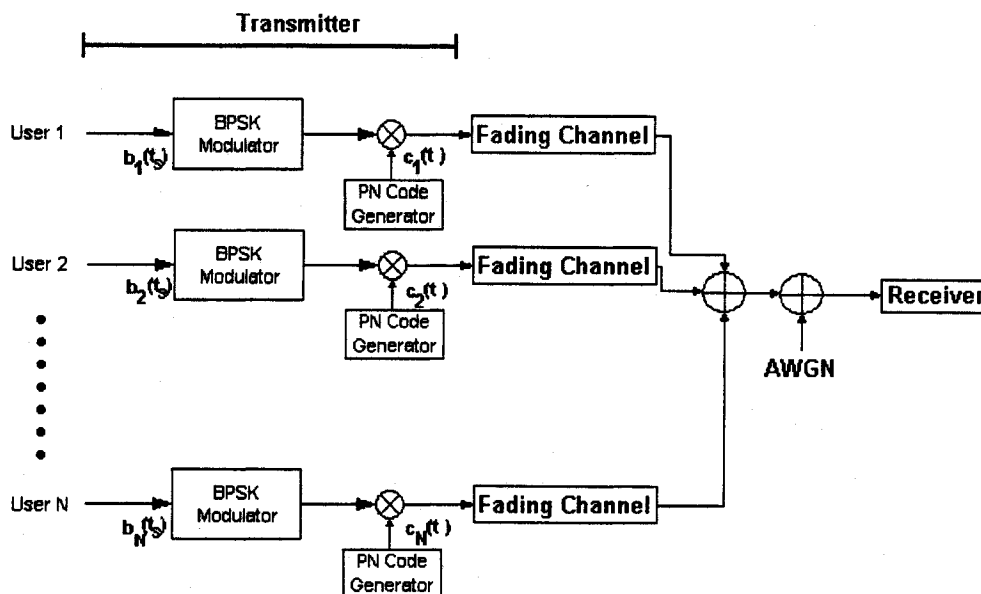 Transmitter
User 1
b1(ts)
BPSK
Modulator
c1(t)
PN Code
Generator
Fading Channel
User 2
b2(ts)
BPSK
Modulator
c2(t)
PN Code
Generator
Fading Channel
AWGN
Receiver
User N
bN(ts)
BPSK
Modulator
cN(t)
PN Code
Generator
Fading Channel